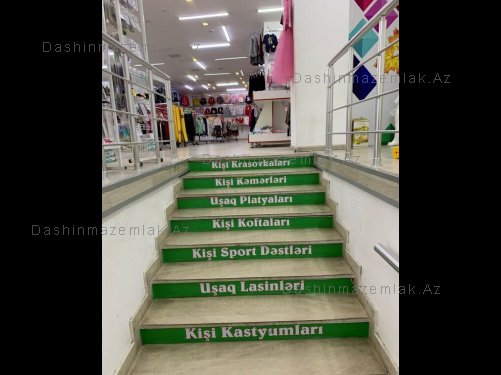 Dashinmazemlak.Az
Dashinmazemlak.Az
Kişi Krasovkaları
Kişi Kəmərləri
Uşaq Platyaları
Kişi Koftaları
Dashinmazemlak.Az
Kişi Sport Dəstləri
Uşaq Lasinləri
Dashinmazemlak.Az
Kişi Kastyumları